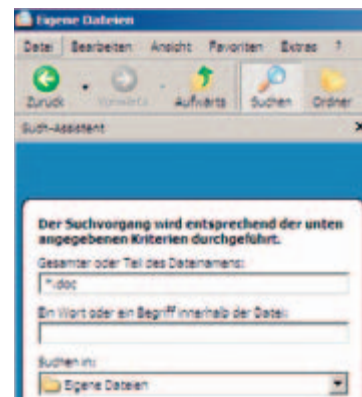 Eigene Dateien
Datei Bearbeiten Ansicht Favoriten Extras ?
Zurück Vorwärts Aufwärts Suchen Ordner
Such-Assistent
Der Suchvorgang wird entsprechend der unten
angegebenen Kriterien durchgeführt.
Gesamter oder Teil des Dateinamens:
*.doc
Ein Wort oder ein Begriff innerhalb der Datei:
Suchen in:
Eigene Dateien